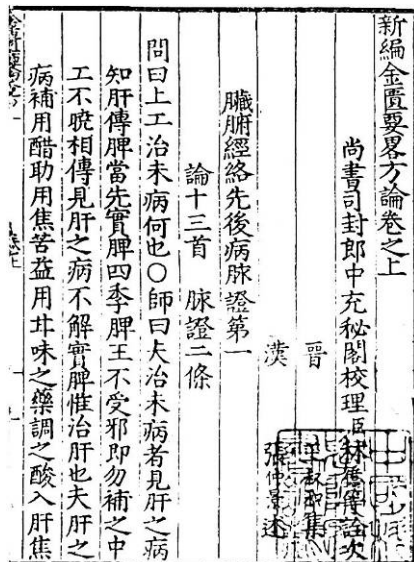 新編金匱要畧方論卷之上
尚書司封郎中充秘閣校理臣林億等詮次
晉 王叔和集
漢 張仲景述
臟腑經絡先後病脉證第一
論十三首 脉證二條
問曰上工治未病何也〇師曰夫治未病者見肝之病
知肝傳脾當先實脾四季脾王不受邪即勿補之中
工不曉相傳見肝之病不解實脾惟治肝也夫肝之
病補用酢助用焦苦益用甘味之藥調之酸入肝焦